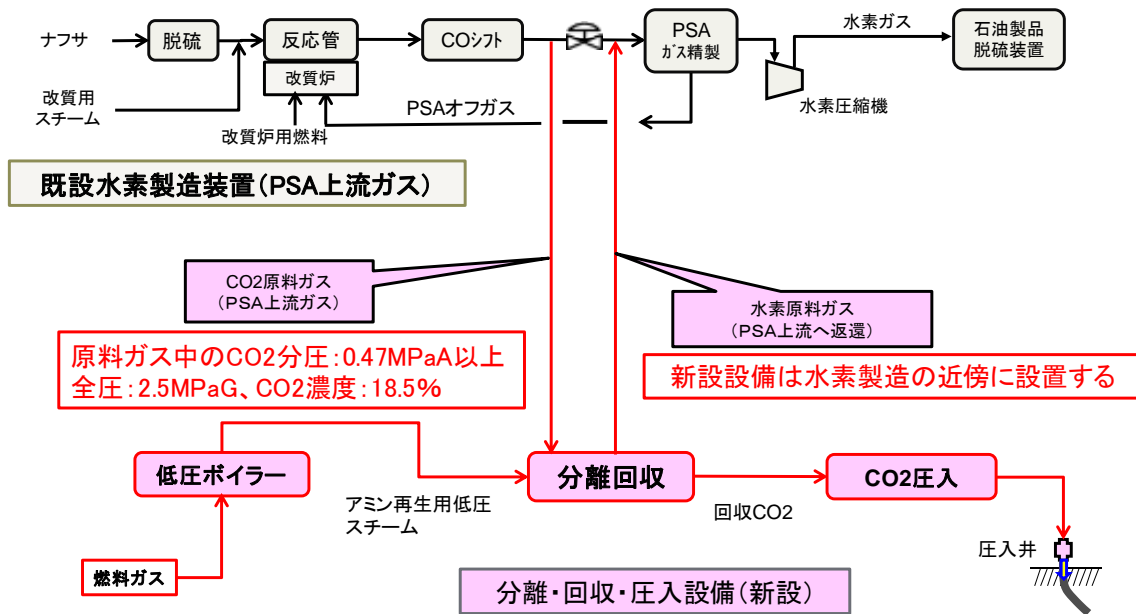 ナフサ
脱硫
反応管
改質炉
COシフト
PSA
ガス精製
水素ガス
石油製品
脱硫装置
水素圧縮機
改質用
スチーム
改質炉用燃料
PSAオフガス
既設水素製造装置(PSA上流ガス)
CO2原料ガス
(PSA上流ガス)
水素原料ガス
(PSA上流へ返還)
原料ガス中のCO2分圧:0.47MPaA以上
全圧:2.5MPaG、CO2濃度:18.5%
新設設備は水素製造の近傍に設置する
低圧ボイラー
分離回収
CO2圧入
アミン再生用低圧
スチーム
回収CO2
圧入井
燃料ガス
分離・回収・圧入設備(新設)